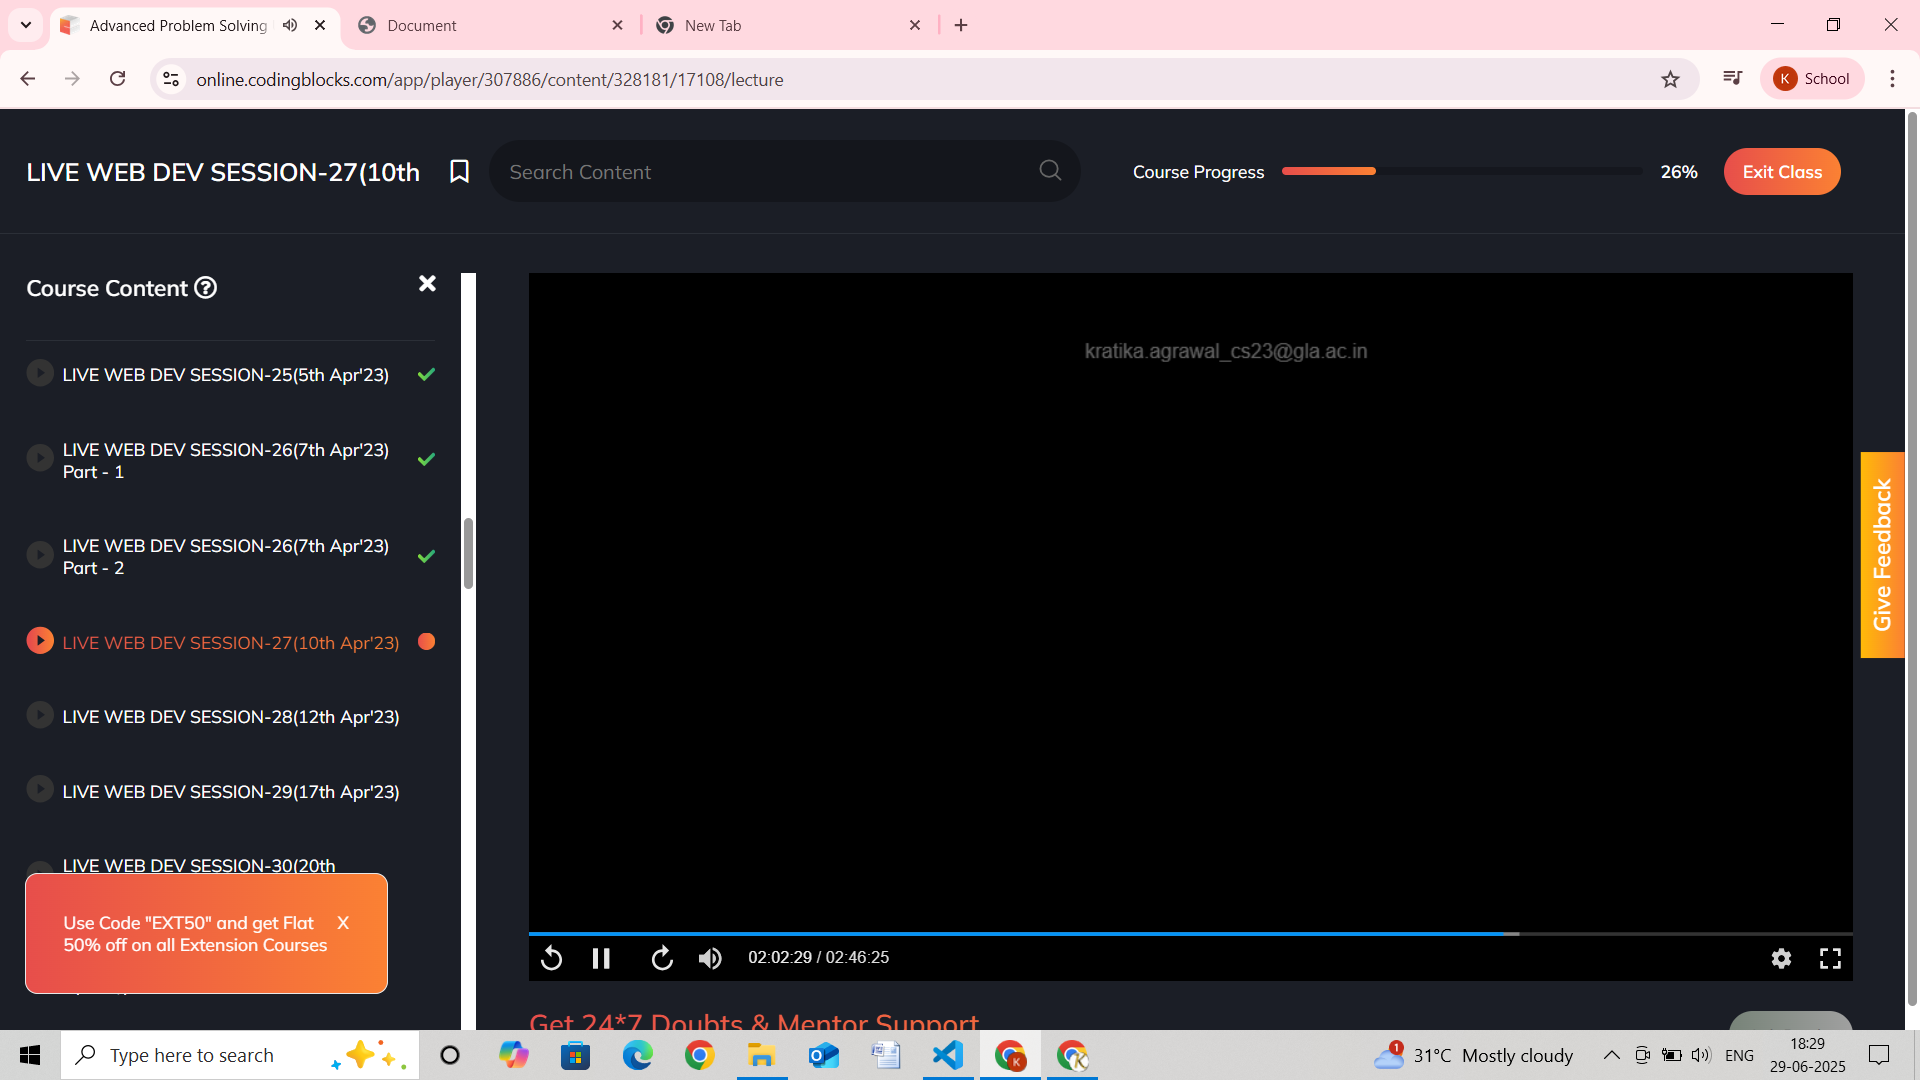 Advanced Problem Solving
Document
New Tab
online.codingblocks.com/app/player/307886/content/328181/17108/lecture
K School
LIVE WEB DEV SESSION-27(10th
Search Content
Course Progress
26%
Exit Class
Course Content
LIVE WEB DEV SESSION-25(5th Apr'23)
LIVE WEB DEV SESSION-26(7th Apr'23)
Part - 1
LIVE WEB DEV SESSION-26(7th Apr'23)
Part - 2
LIVE WEB DEV SESSION-27(10th Apr'23)
LIVE WEB DEV SESSION-28(12th Apr'23)
LIVE WEB DEV SESSION-29(17th Apr'23)
LIVE WEB DEV SESSION-30(20th
Use Code "EXT50" and get Flat X
50% off on all Extension Courses
kratika.agrawal_cs23@gla.ac.in
02:02:29 / 02:46:25
Give Feedback
Get 24*7 Doubts & Mentor Support
Type here to search
1
31°C Mostly cloudy
ENG
18:29
29-06-2025